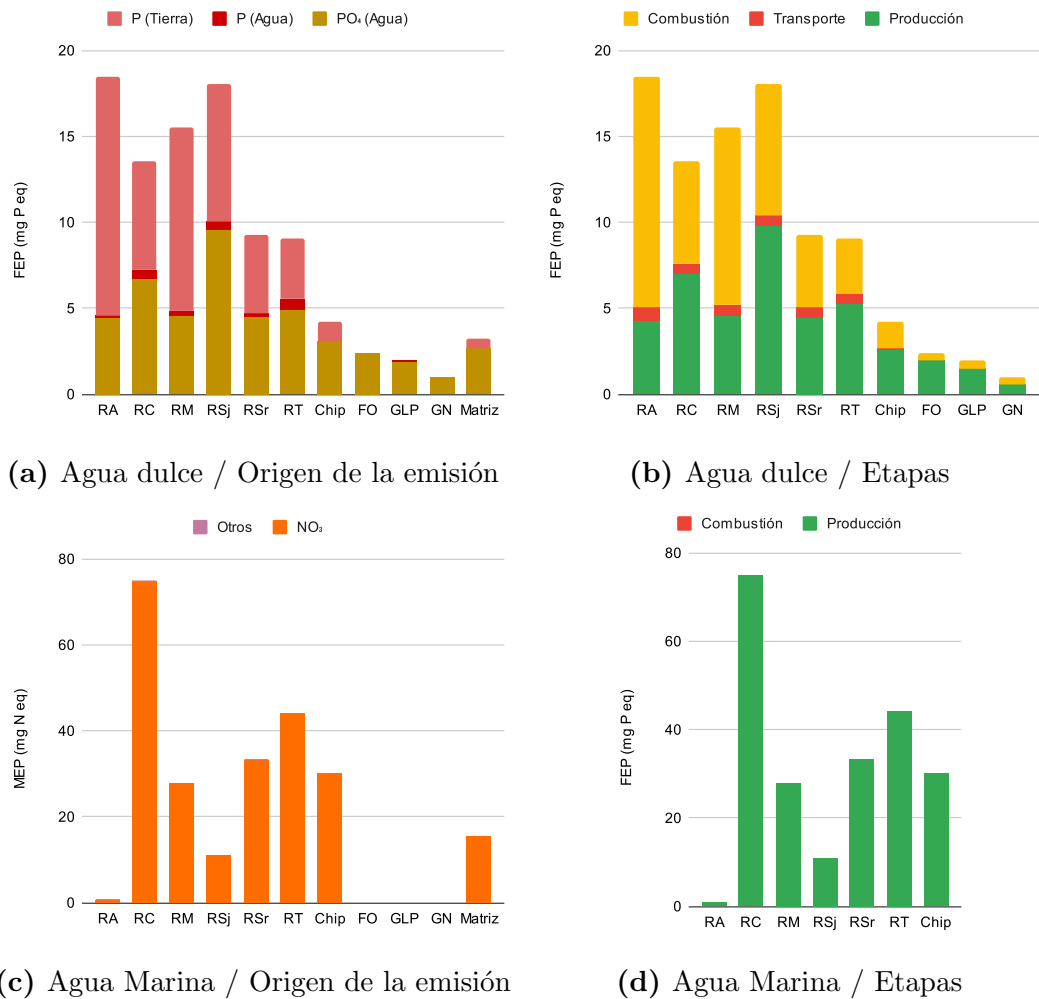 P (Tierra) P (Agua) PO₄ (Agua)
20
15
10
5
0
FEP (mg P eq)
RA RC RM RSj RSr RT Chip FO GLP GN Matriz
(a) Agua dulce / Origen de la emisión
Combustión Transporte Producción
20
15
10
5
0
FEP (mg P eq)
RA RC RM RSj RSr RT Chip FO GLP GN
(b) Agua dulce / Etapas
Otros NO₃
80
60
40
20
0
MEP (mg N eq)
RA RC RM RSj RSr RT Chip FO GLP GN Matriz
(c) Agua Marina / Origen de la emisión
Combustión Producción
80
60
40
20
0
FEP (mg P eq)
RA RC RM RSj RSr RT Chip
(d) Agua Marina / Etapas